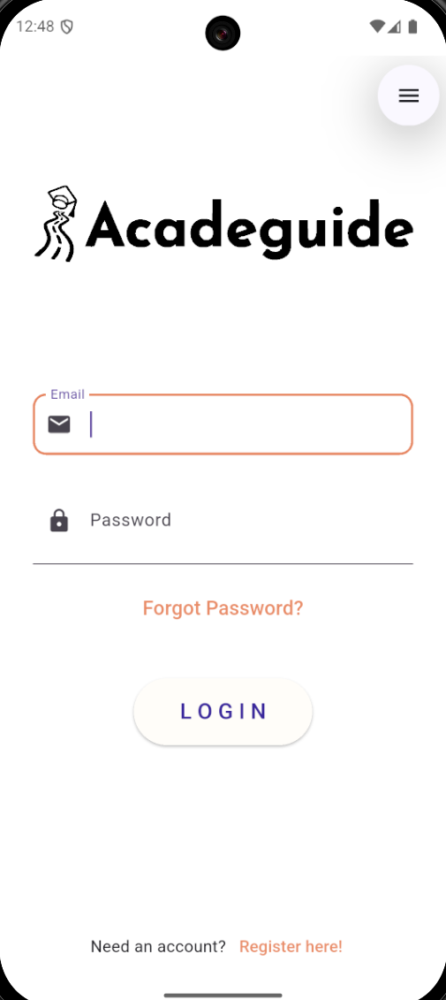 12:48
Acadeguide
Email
Password
Forgot Password?
LOGIN
Need an account? Register here!